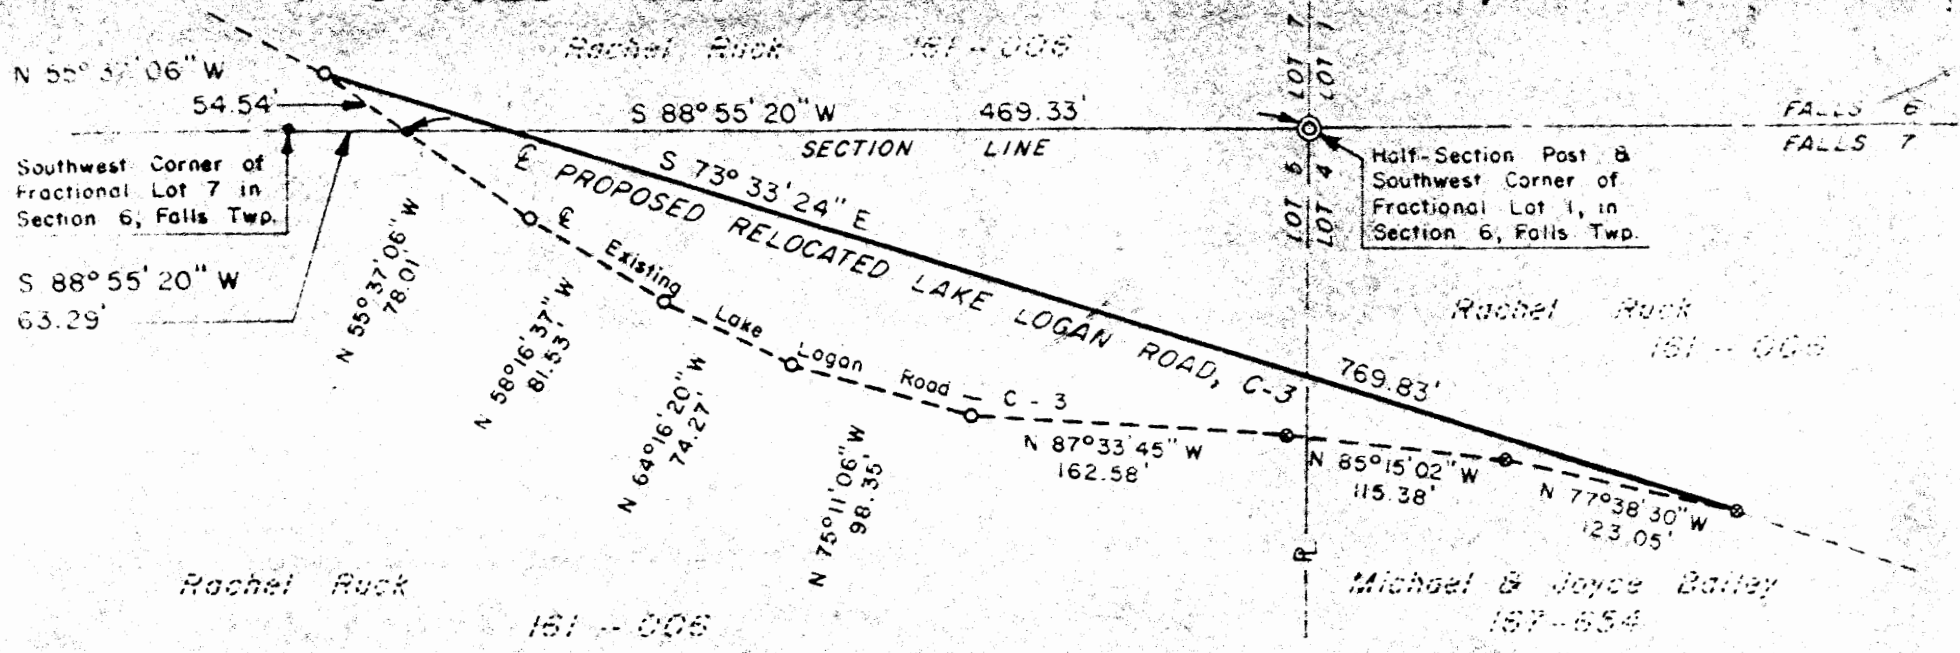 Rachel Ruck 161-006
LOT 7
LOT 1
N 55° 37' 06" W
54.54'
S 88° 55' 20" W 469.33'
SECTION LINE
FALLS 6
FALLS 7
Southwest Corner of
Fractional Lot 7 in
Section 6, Falls Twp.
Half-Section Post &
Southwest Corner of
Fractional Lot 1, in
Section 6, Falls Twp.
LOT 5
LOT 4
S 73° 33' 24" E
℄ PROPOSED RELOCATED LAKE LOGAN ROAD, C-3
769.83'
S 88° 55' 20" W
63.29'
℄ Existing Lake Logan Road - C-3
N 55° 37' 06" W
78.01'
N 58° 16' 37" W
81.53'
N 64° 16' 20" W
74.27'
N 75° 11' 06" W
98.35'
N 87° 33' 45" W
162.58'
N 85° 15' 02" W
115.38'
N 77° 38' 30" W
123.05'
Rachel Ruck
161-006
Rachel Ruck
161-006
Michael & Joyce Bailey
167-654